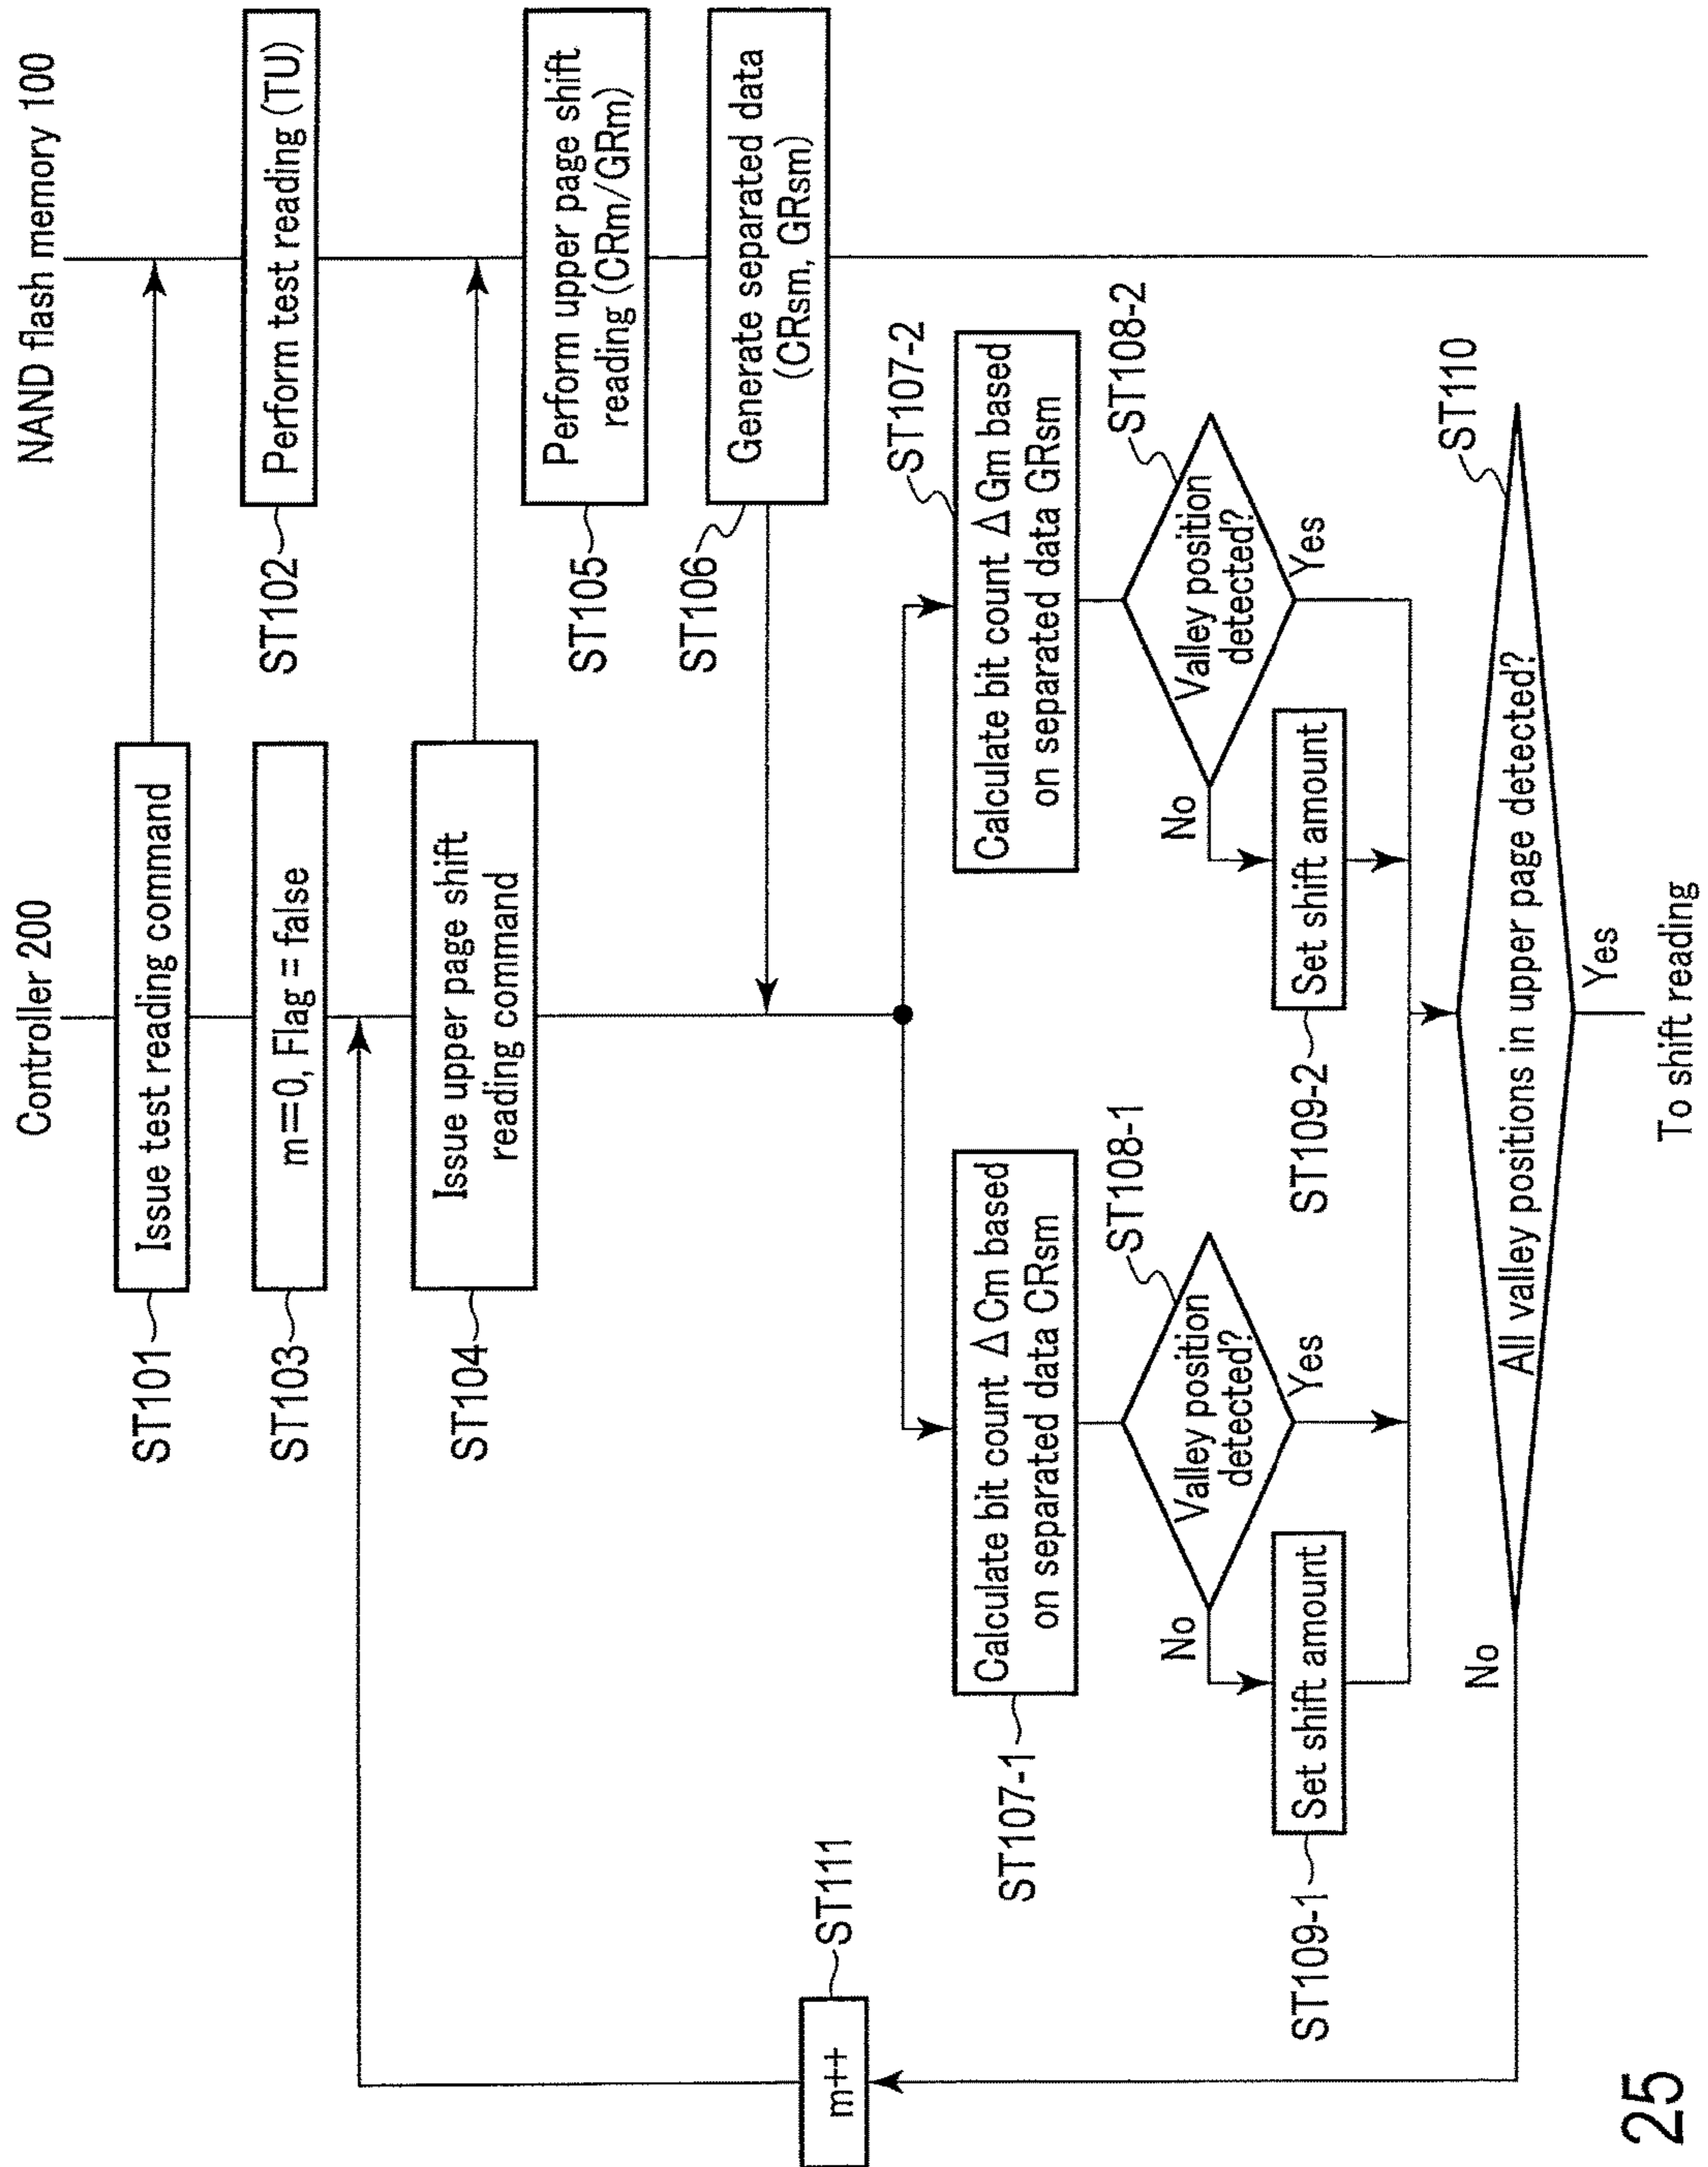 Controller 200
NAND flash memory 100
ST101
Issue test reading command
ST102
Perform test reading (TU)
ST103
m=0, Flag = false
ST104
Issue upper page shift
reading command
ST105
Perform upper page shift
reading (CRm/GRm)
ST106
Generate separated data
(CRsm, GRsm)
ST107-1
Calculate bit count Δ Cm based
on separated data CRsm
ST107-2
Calculate bit count Δ Gm based
on separated data GRsm
ST108-1
Valley position
detected?
No
Yes
ST108-2
Valley position
detected?
No
Yes
ST109-1
Set shift amount
ST109-2
Set shift amount
ST110
All valley positions in upper page detected?
No
Yes
ST111
m++
To shift reading
25